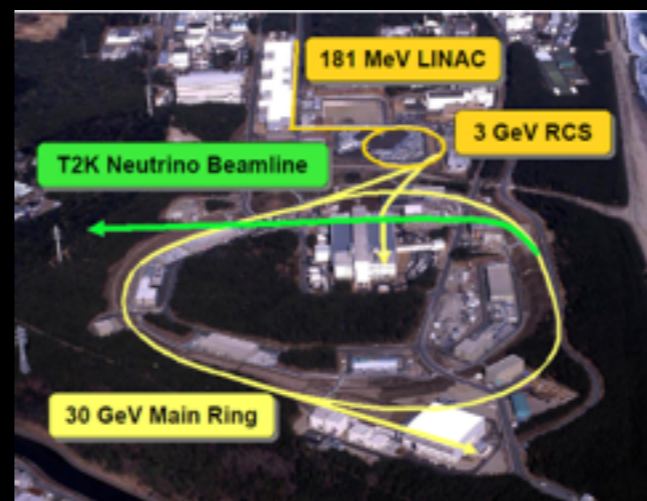 181 MeV LINAC
3 GeV RCS
T2K Neutrino Beamline
30 GeV Main Ring